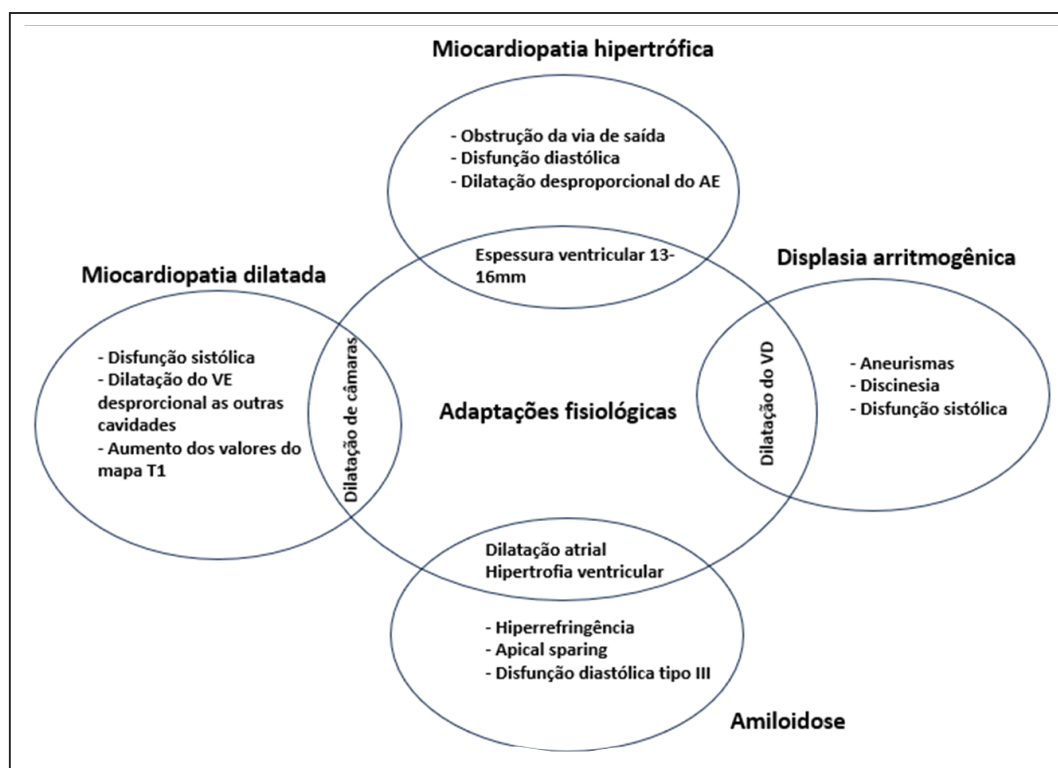 Miocardiopatia hipertrófica
- Obstrução da via de saída
- Disfunção diastólica
- Dilatação desproporcional do AE
Espessura ventricular 13-
16mm
Miocardiopatia dilatada
- Disfunção sistólica
- Dilatação do VE
desprorcional as outras
cavidades
- Aumento dos valores do
mapa T1
Dilatação de câmaras
Adaptações fisiológicas
Displasia arritmogênica
Dilatação do VD
- Aneurismas
- Discinesia
- Disfunção sistólica
Dilatação atrial
Hipertrofia ventricular
- Hiperrefringência
- Apical sparing
- Disfunção diastólica tipo III
Amiloidose